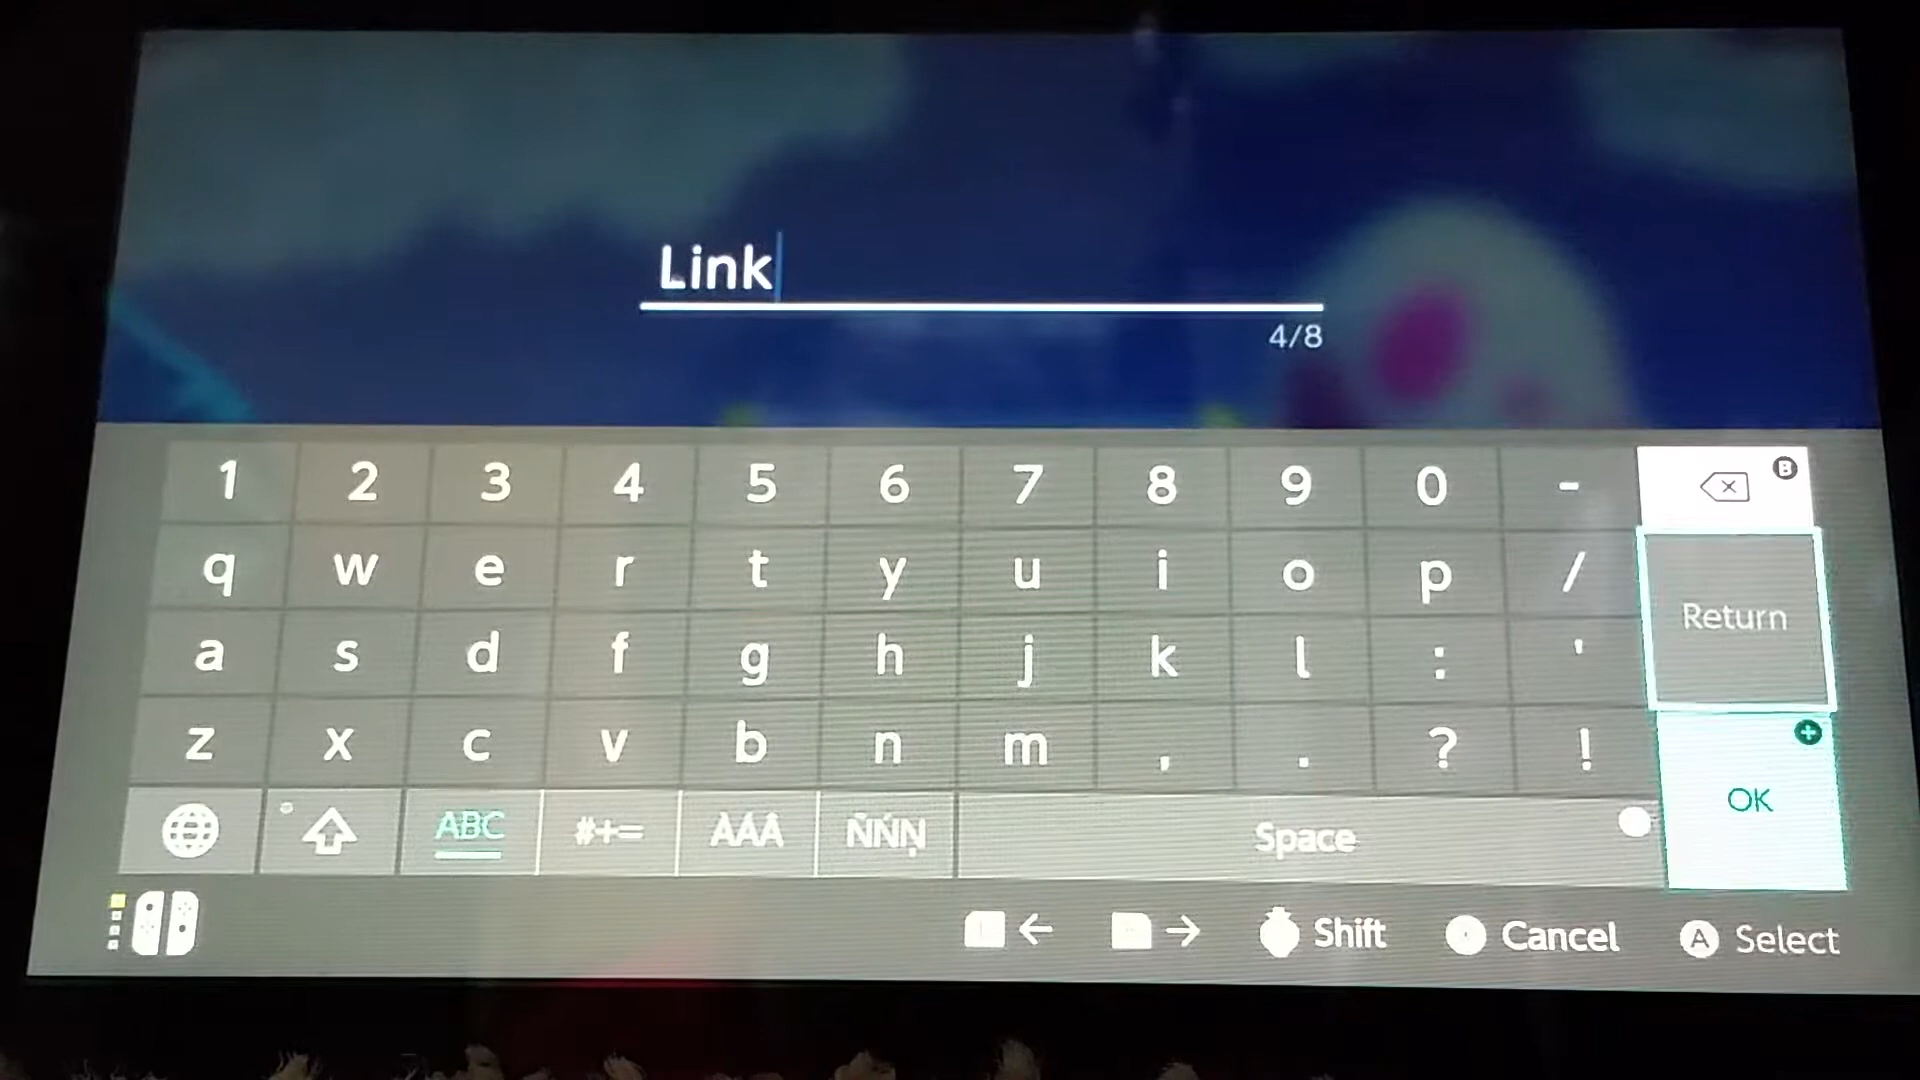 Link
4/8
1 2 3 4 5 6 7 8 9 0 - B
q w e r t y u i o p /
Return
a s d f g h j k l : '
z x c v b n m , . ? ! +
OK
ABC #+= ÀÁÂ ÑŃṆ Space
← → Shift Cancel A Select